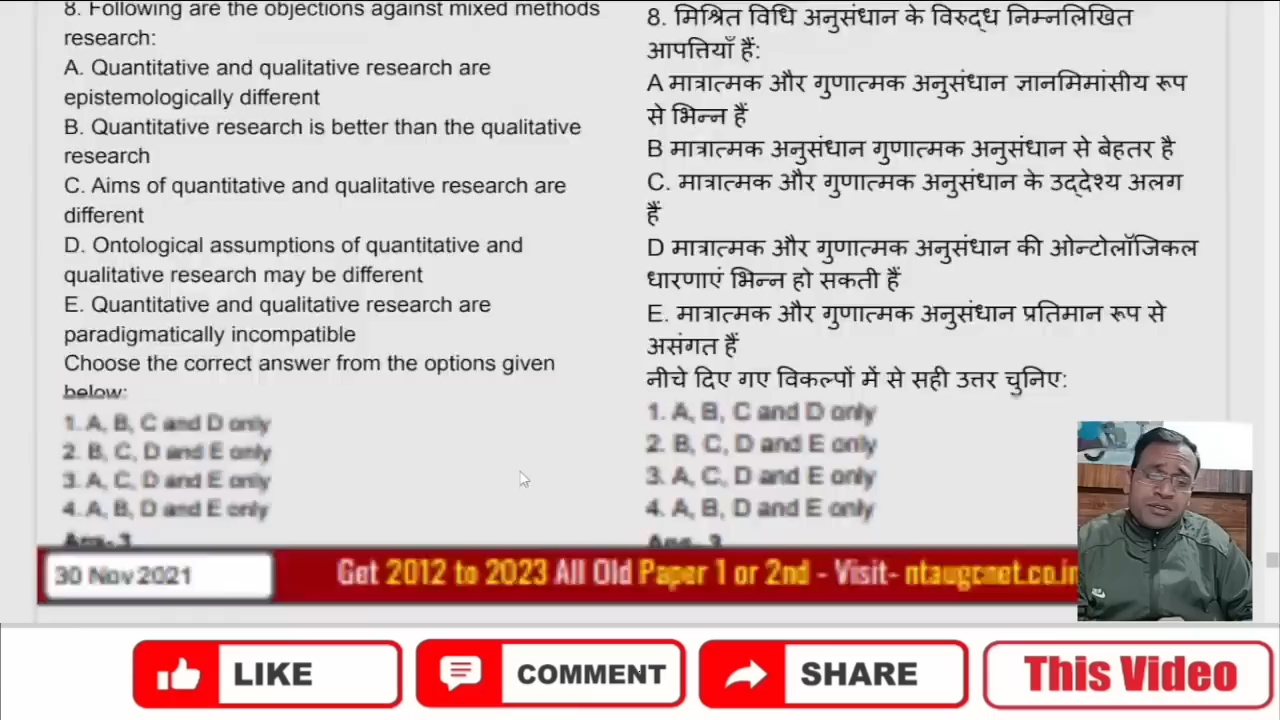 8. Following are the objections against mixed methods
research:
A. Quantitative and qualitative research are
epistemologically different
B. Quantitative research is better than the qualitative
research
C. Aims of quantitative and qualitative research are
different
D. Ontological assumptions of quantitative and
qualitative research may be different
E. Quantitative and qualitative research are
paradigmatically incompatible
Choose the correct answer from the options given
below:
1. A, B, C and D only
2. B, C, D and E only
3. A, C, D and E only
4. A, B, D and E only
Ans- 3
8. मिश्रित विधि अनुसंधान के विरुद्ध निम्नलिखित
आपत्तियाँ हैं:
A मात्रात्मक और गुणात्मक अनुसंधान ज्ञानमिमांसीय रूप
से भिन्न हैं
B मात्रात्मक अनुसंधान गुणात्मक अनुसंधान से बेहतर है
C. मात्रात्मक और गुणात्मक अनुसंधान के उद्देश्य अलग
हैं
D मात्रात्मक और गुणात्मक अनुसंधान की ओन्टोलॉजिकल
धारणाएं भिन्न हो सकती हैं
E. मात्रात्मक और गुणात्मक अनुसंधान प्रतिमान रूप से
असंगत हैं
नीचे दिए गए विकल्पों में से सही उत्तर चुनिए:
1. A, B, C and D only
2. B, C, D and E only
3. A, C, D and E only
4. A, B, D and E only
Ans- 3
30 Nov 2021
Get 2012 to 2023 All Old Paper 1 or 2nd - Visit- ntaugcnet.co.in
LIKE
COMMENT
SHARE
This Video